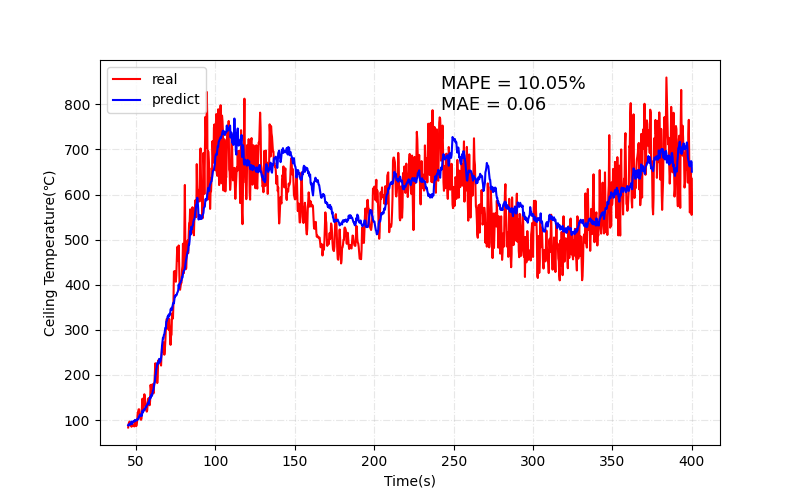 real
predict
MAPE = 10.05%
MAE = 0.06
800
700
600
500
400
300
200
100
Ceiling Temperature(℃)
50 100 150 200 250 300 350 400
Time(s)